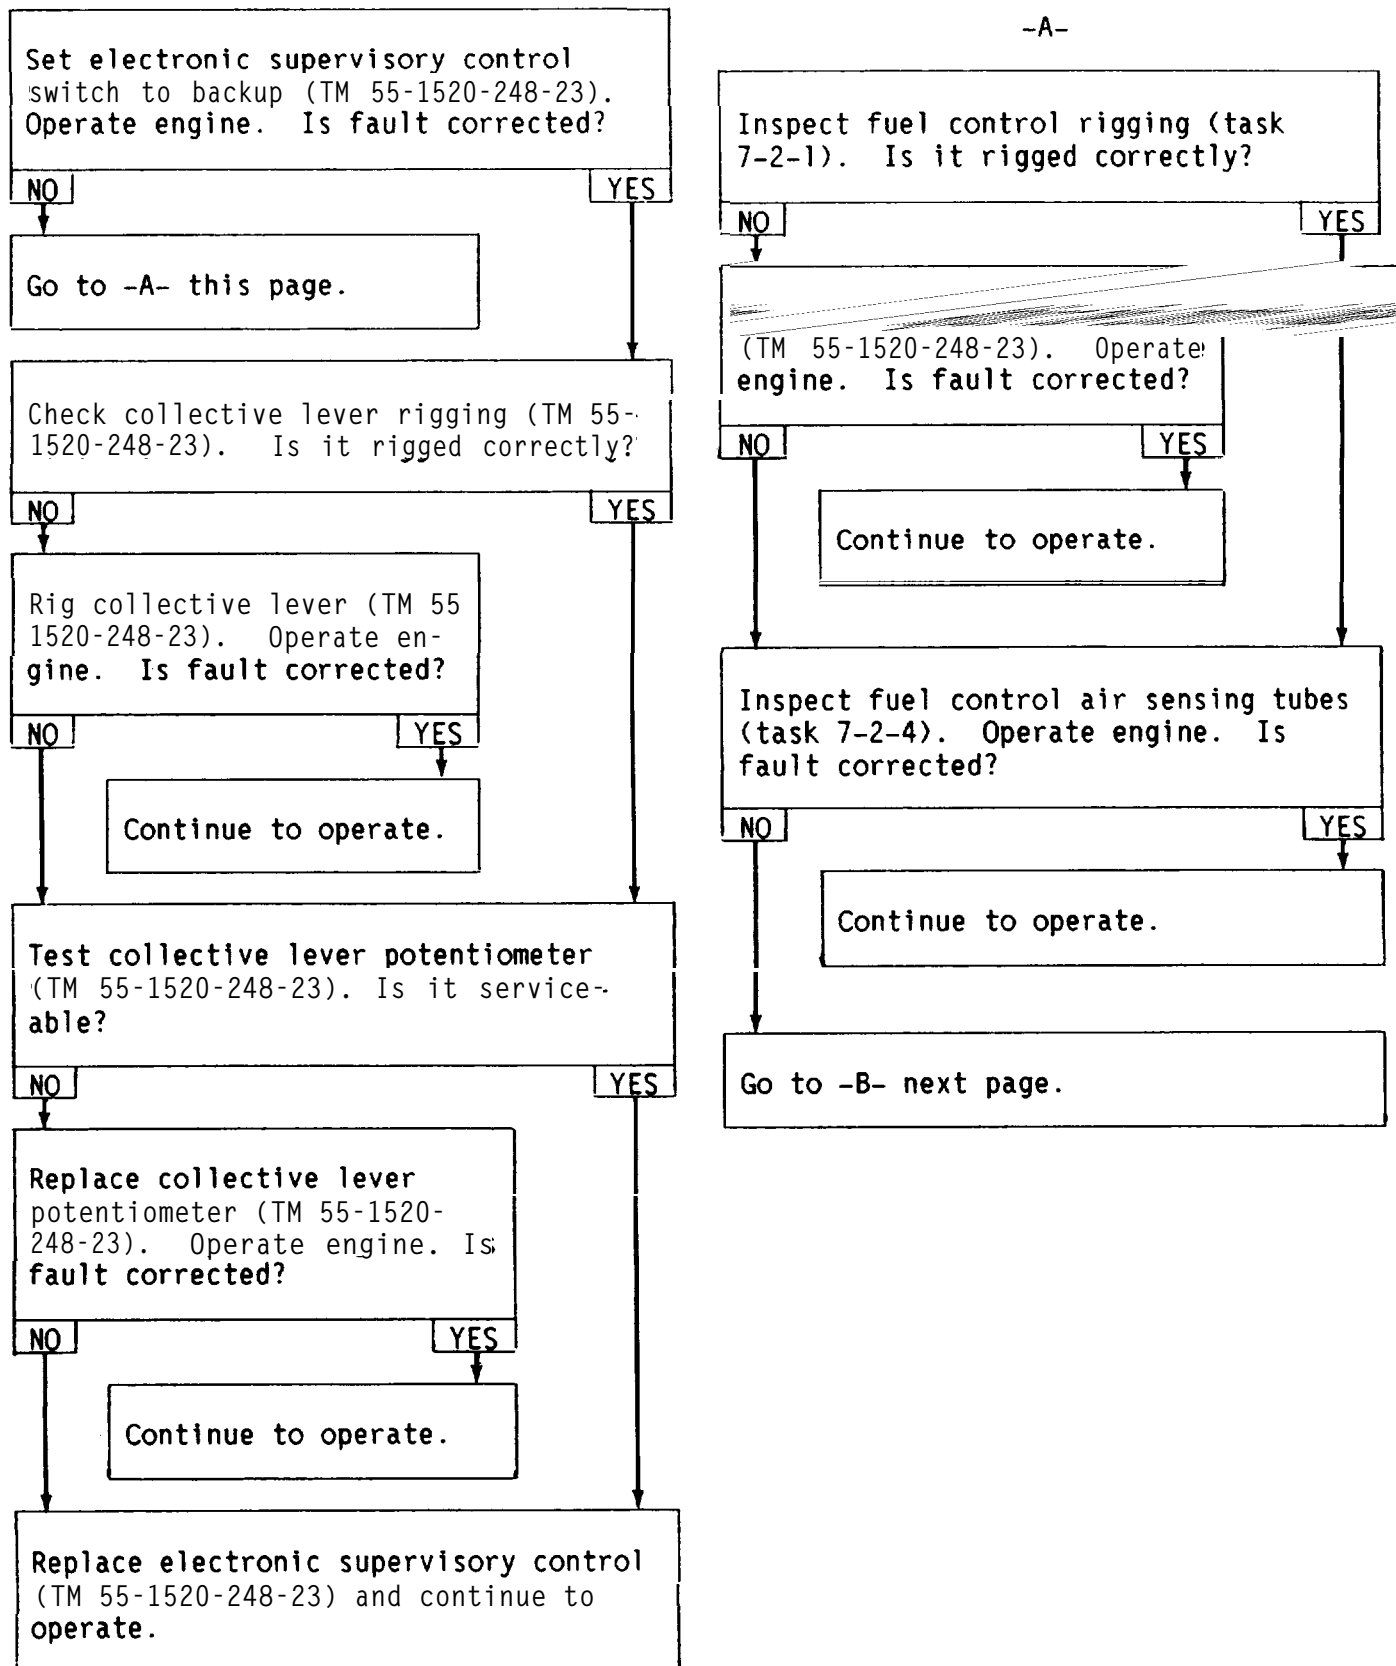 Set electronic supervisory control
switch to backup (TM 55-1520-248-23).
Operate engine. Is fault corrected?
NO
YES
Go to -A- this page.
Check collective lever rigging (TM 55-
1520-248-23). Is it rigged correctly?
NO
YES
Rig collective lever (TM 55
1520-248-23). Operate en-
gine. Is fault corrected?
NO
YES
Continue to operate.
Test collective lever potentiometer
(TM 55-1520-248-23). Is it service-
able?
NO
YES
Replace collective lever
potentiometer (TM 55-1520-
248-23). Operate engine. Is
fault corrected?
NO
YES
Continue to operate.
Replace electronic supervisory control
(TM 55-1520-248-23) and continue to
operate.
-A-
Inspect fuel control rigging (task
7-2-1). Is it rigged correctly?
NO
YES
(TM 55-1520-248-23). Operate
engine. Is fault corrected?
NO
YES
Continue to operate.
Inspect fuel control air sensing tubes
(task 7-2-4). Operate engine. Is
fault corrected?
NO
YES
Continue to operate.
Go to -B- next page.